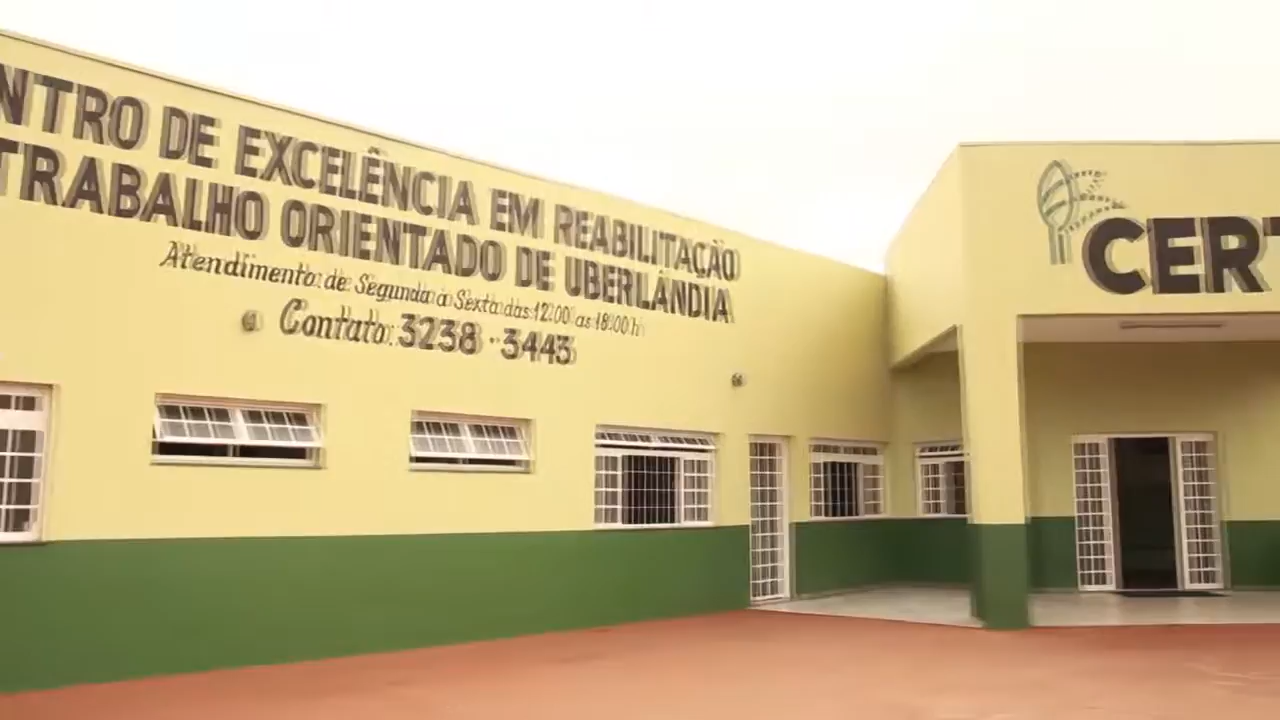 NTRO DE EXCELÊNCIA EM REABILITAÇÃO
TRABALHO ORIENTADO DE UBERLÂNDIA
Atendimento de Segunda a Sexta das 12:00 as 18:00 h
Contato: 3238-3443
CERT